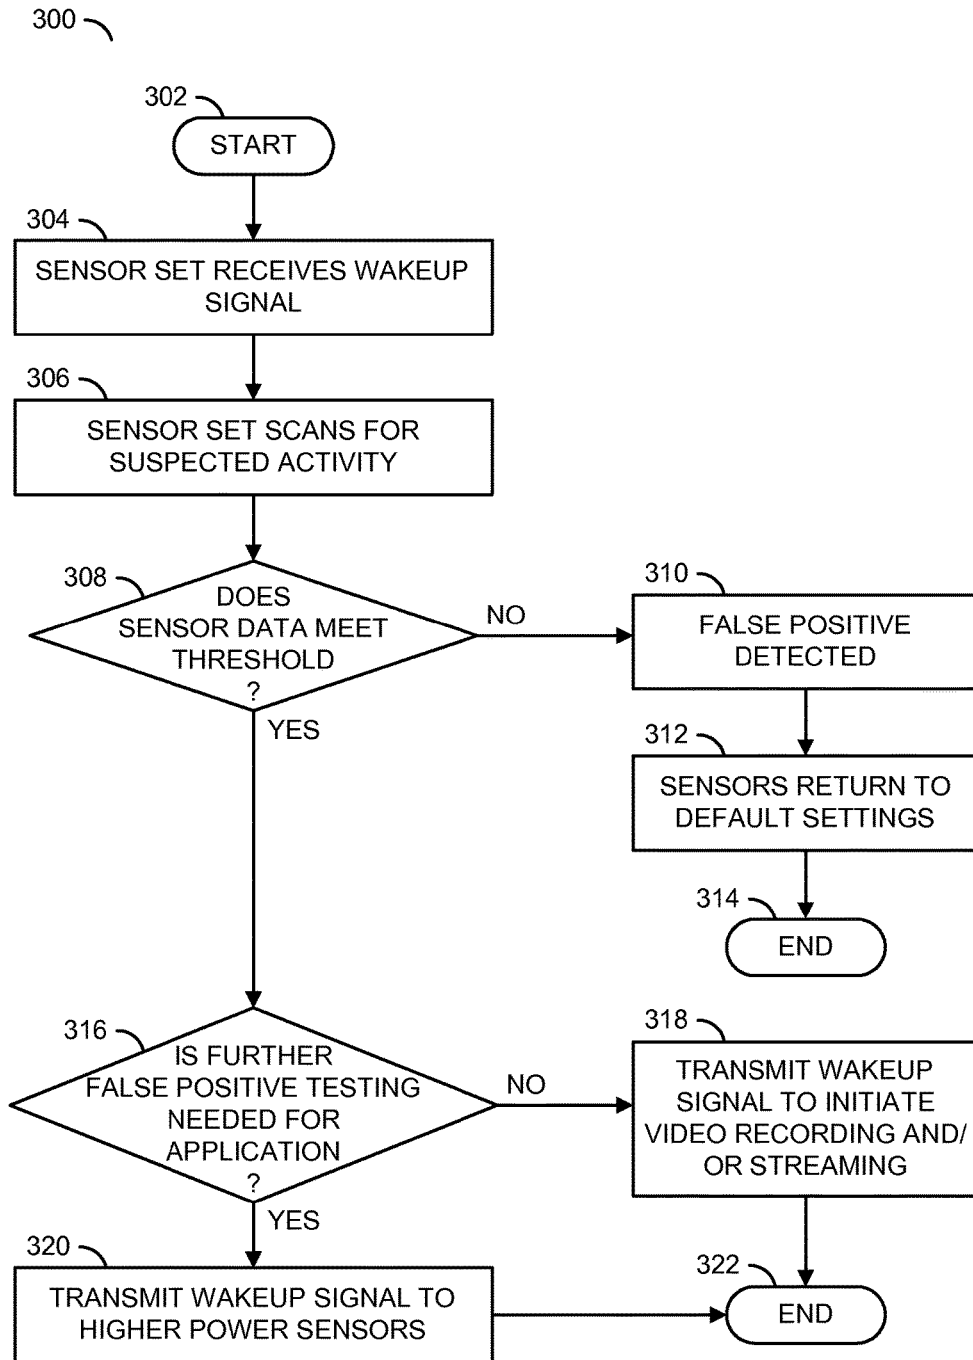 300
302
START
304
SENSOR SET RECEIVES WAKEUP
SIGNAL
306
SENSOR SET SCANS FOR
SUSPECTED ACTIVITY
308
DOES
SENSOR DATA MEET
THRESHOLD
?
NO
YES
310
FALSE POSITIVE
DETECTED
312
SENSORS RETURN TO
DEFAULT SETTINGS
314
END
316
IS FURTHER
FALSE POSITIVE TESTING
NEEDED FOR
APPLICATION
?
NO
YES
318
TRANSMIT WAKEUP
SIGNAL TO INITIATE
VIDEO RECORDING AND/
OR STREAMING
320
TRANSMIT WAKEUP SIGNAL TO
HIGHER POWER SENSORS
322
END